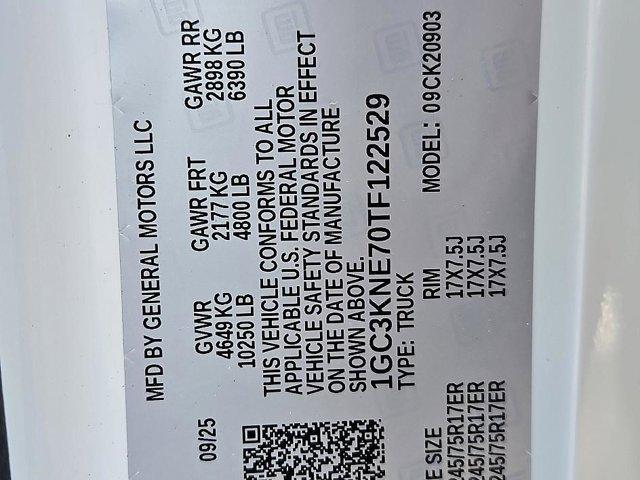 MFD BY GENERAL MOTORS LLC
09/25 GVWR GAWR FRT GAWR RR
4649 KG 2177 KG 2898 KG
10250 LB 4800 LB 6390 LB
THIS VEHICLE CONFORMS TO ALL
APPLICABLE U.S. FEDERAL MOTOR
VEHICLE SAFETY STANDARDS IN EFFECT
ON THE DATE OF MANUFACTURE
SHOWN ABOVE.
1GC3KNE70TF122529
TYPE: TRUCK MODEL: 09CK20903
E SIZE RIM
245/75R17ER 17X7.5J
245/75R17ER 17X7.5J
245/75R17ER 17X7.5J